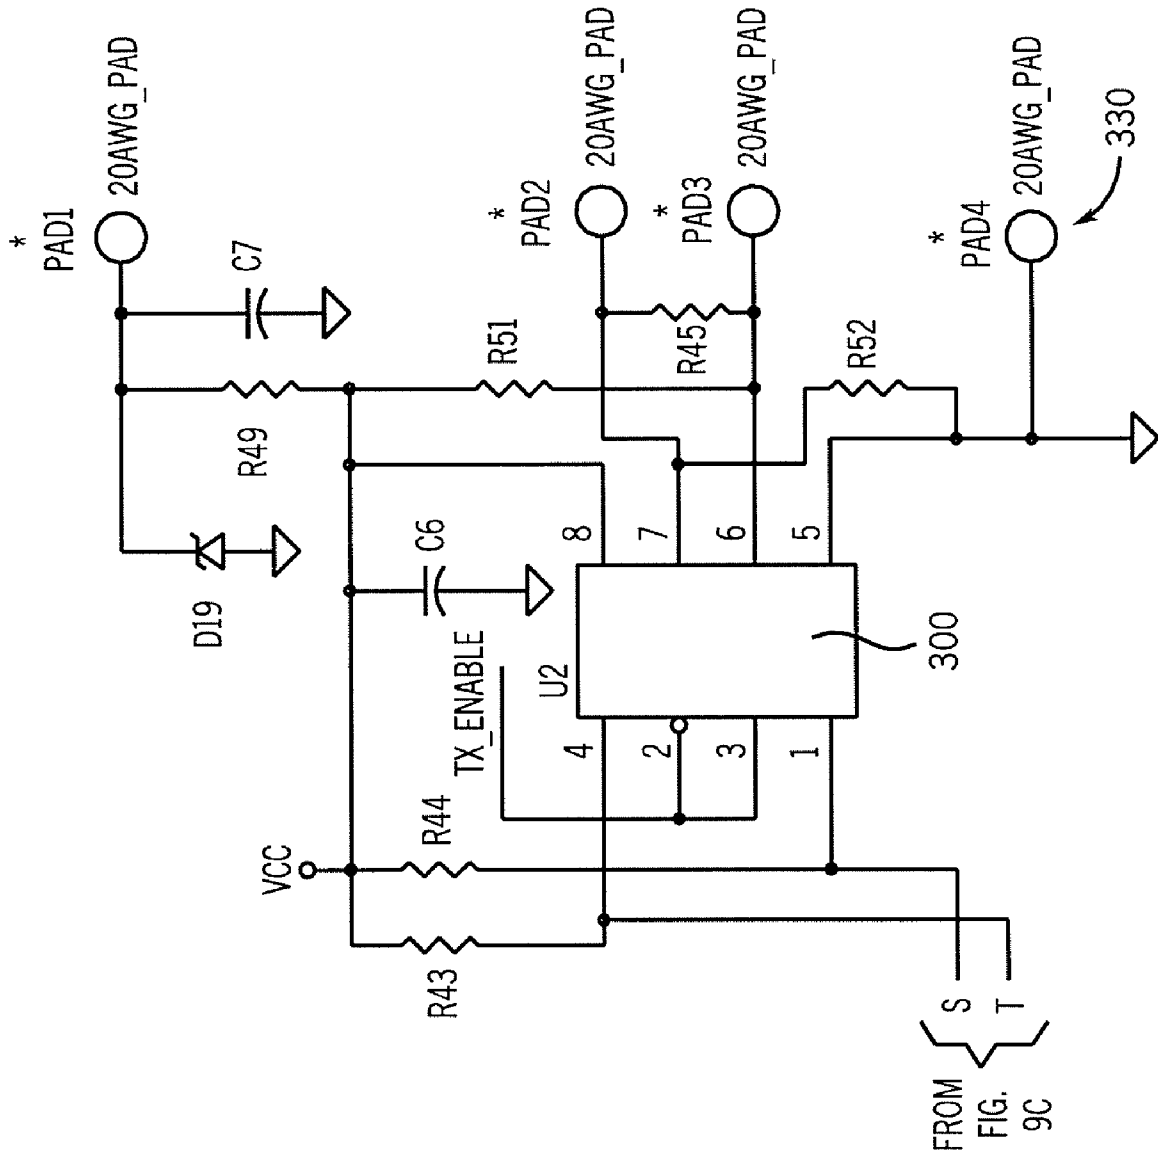 *
PAD1
20AWG_PAD
C7
R49
D19
*
PAD2
20AWG_PAD
*
PAD3
20AWG_PAD
R51
R45
R52
*
PAD4
20AWG_PAD
330
C6
VCC
TX_ENABLE
U2
8
7
6
5
4
2
3
1
300
R44
R43
S
T
FROM
FIG.
9C